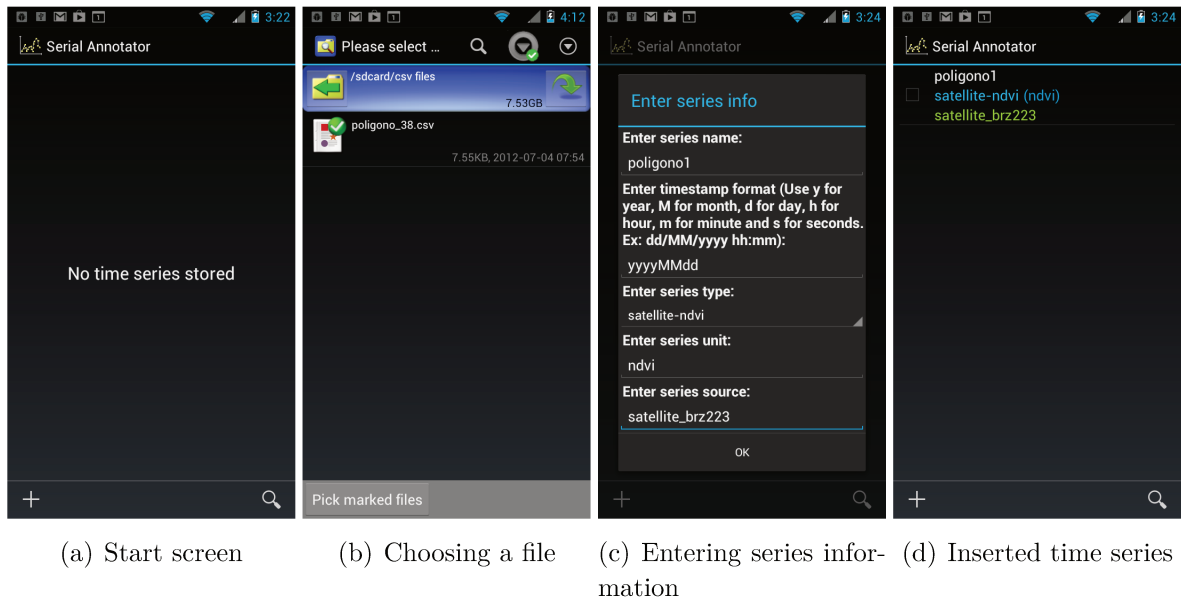 3:22
Serial Annotator
No time series stored
(a) Start screen
4:12
Please select ...
/sdcard/csv files
7.53GB
poligono_38.csv
7.55KB, 2012-07-04 07:54
Pick marked files
(b) Choosing a file
3:24
Serial Annotator
Enter series info
Enter series name:
poligono1
Enter timestamp format (Use y for
year, M for month, d for day, h for
hour, m for minute and s for seconds.
Ex: dd/MM/yyyy hh:mm):
yyyyMMdd
Enter series type:
satellite-ndvi
Enter series unit:
ndvi
Enter series source:
satellite_brz223
OK
(c) Entering series infor-
mation
3:24
Serial Annotator
poligono1
satellite-ndvi (ndvi)
satellite_brz223
(d) Inserted time series